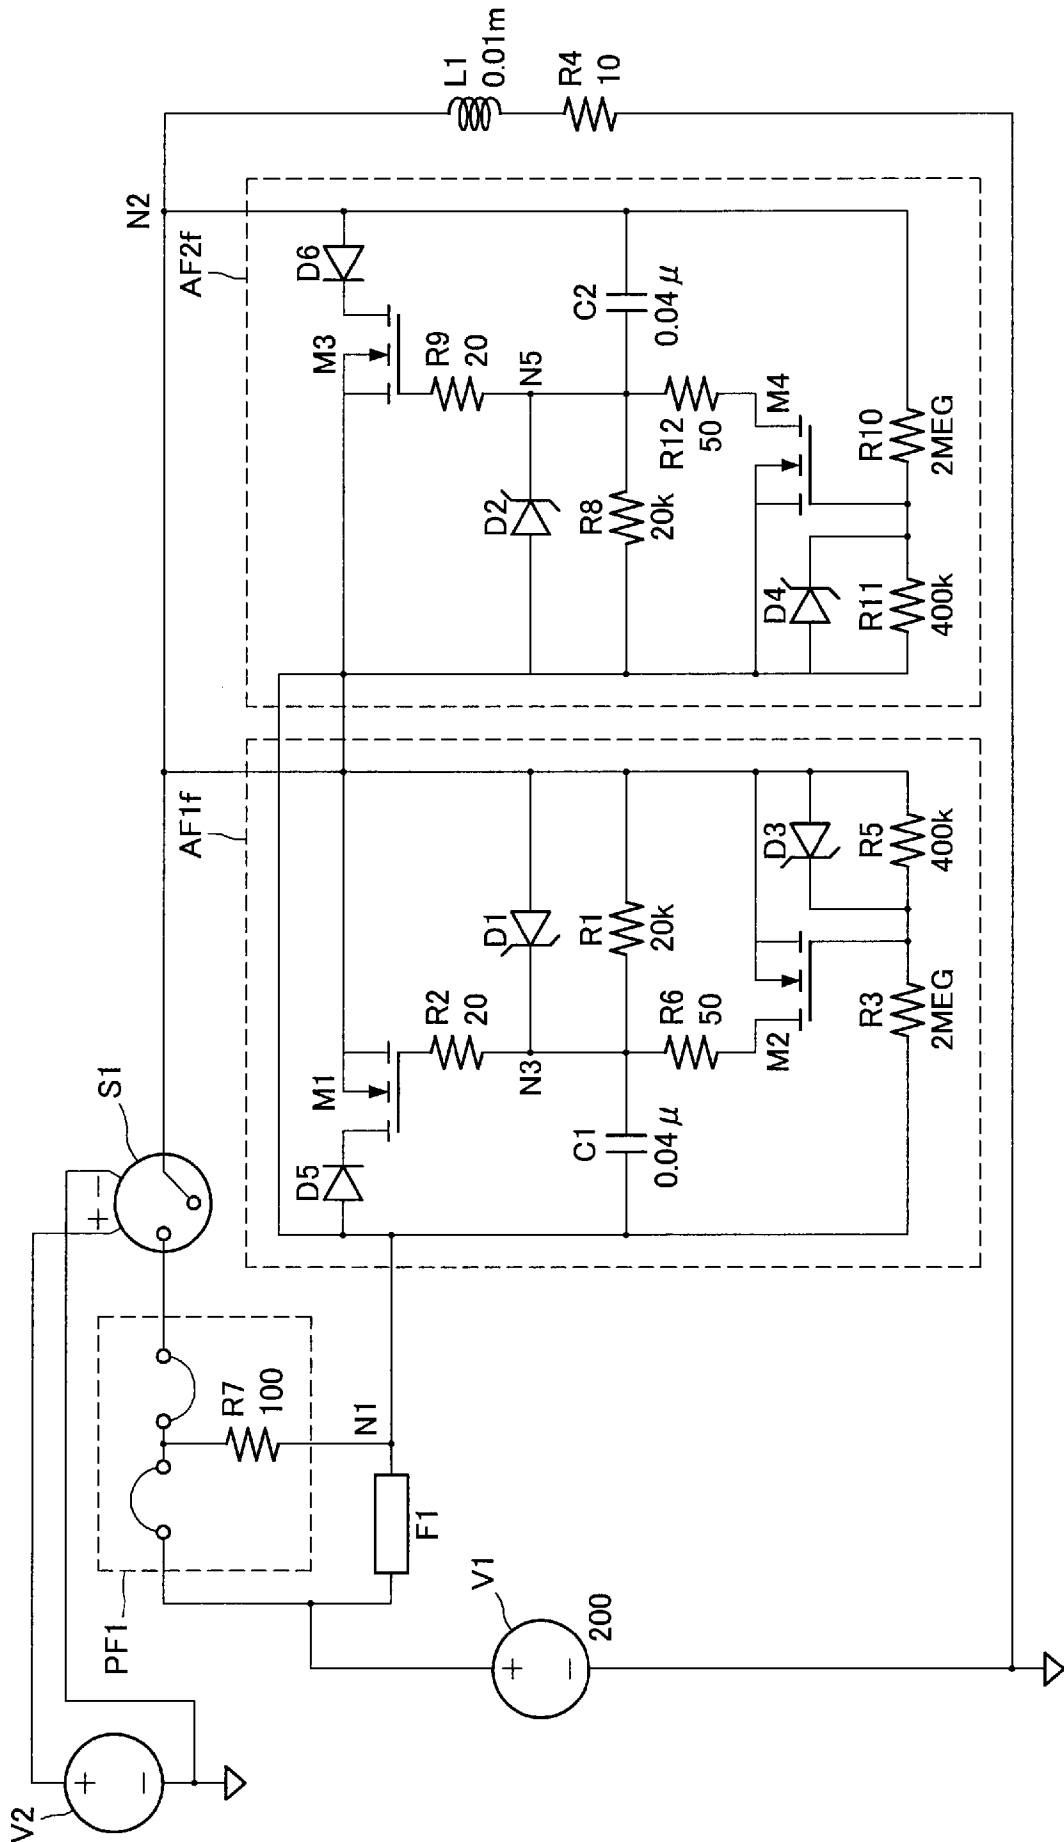 V2
+
−
PF1
R7
100
N1
F1
V1
200
+
−
S1
+
−
AF1f
D5
M1
R2
20
N3
D1
C1
0.04 μ
R1
20k
R6
50
M2
D3
R3
2MEG
R5
400k
AF2f
N2
D6
M3
R9
20
N5
D2
C2
0.04 μ
R8
20k
R12
50
M4
D4
R10
2MEG
R11
400k
L1
0.01m
R4
10